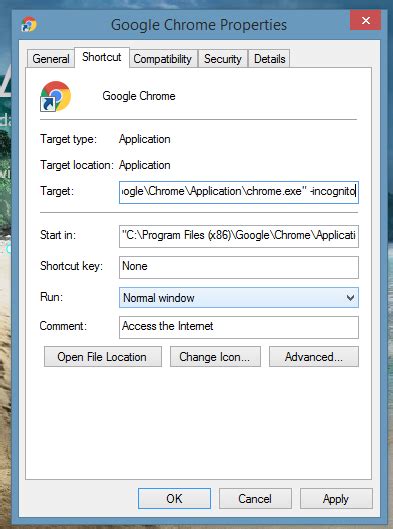 Google Chrome Properties
General Shortcut Compatibility Security Details
Google Chrome
Target type: Application
Target location: Application
Target: ogle\Chrome\Application\chrome.exe" -incognito
Start in: "C:\Program Files (x86)\Google\Chrome\Applicati
Shortcut key: None
Run: Normal window
Comment: Access the Internet
Open File Location Change Icon... Advanced...
OK Cancel Apply